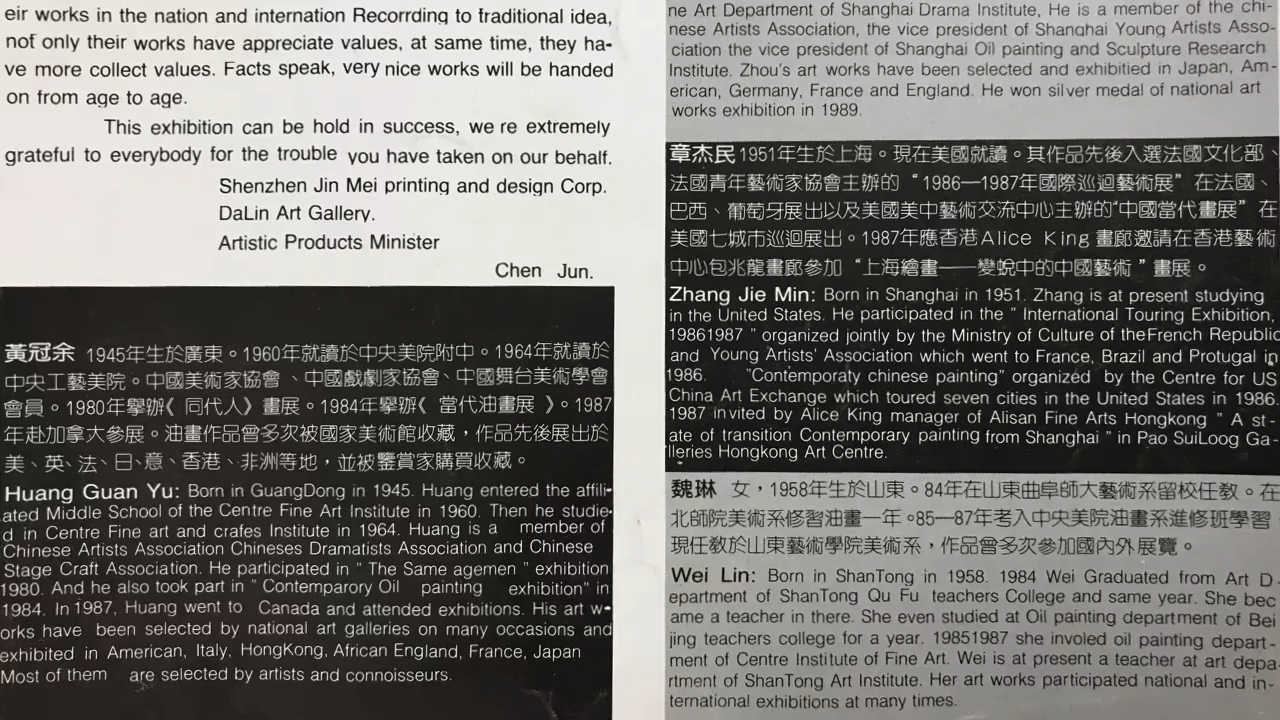 eir works in the nation and internation Recorrding to traditional idea,
not only their works have appreciate values, at same time, they ha-
ve more collect values. Facts speak, very nice works will be handed
on from age to age.
This exhibition can be hold in success, we re extremely
grateful to everybody for the trouble you have taken on our behalf.
Shenzhen Jin Mei printing and design Corp.
DaLin Art Gallery.
Artistic Products Minister
Chen Jun.
黃冠余 1945年生於廣東。1960年就讀於中央美院附中。1964年就讀於
中央工藝美院。中國美術家協會、中國戲劇家協會、中國舞台美術學會
會員。1980年舉辦《同代人》畫展。1984年舉辦《當代油畫展》。1987
年赴加拿大參展。油畫作品曾多次被國家美術館收藏，作品先後展出於
美、英、法、日、意、香港、非洲等地，並被鑒賞家購買收藏。
Huang Guan Yu: Born in GuangDong in 1945. Huang entered the affili-
ated Middle School of the Centre Fine Art Institute in 1960. Then he studie-
d in Centre Fine art and crafes Institute in 1964. Huang is a member of
Chinese Artists Association Chineses Dramatists Association and Chinese
Stage Craft Association. He participated in " The Same agemen " exhibition
1980. And he also took part in " Contemparory Oil painting exhibition" in
1984. In 1987, Huang went to Canada and attended exhibitions. His art w-
orks have been selected by national art galleries on many occasions and
exhibited in American, Italy, HongKong, African England, France, Japan
Most of them are selected by artists and connoisseurs.
ne Art Department of Shanghai Drama Institute, He is a member of the chi-
nese Artists Association, the vice president of Shanghai Young Artists Asso-
ciation the vice president of Shanghai Oil painting and Sculpture Research
Institute. Zhou's art works have been selected and exhibitied in Japan, Am-
erican, Germany, France and England. He won silver medal of national art
works exhibition in 1989.
章杰民 1951年生於上海。現在美國就讀。其作品先後入選法國文化部、
法國青年藝術家協會主辦的“1986—1987年國際巡迴藝術展”在法國、
巴西、葡萄牙展出以及美國美中藝術交流中心主辦的“中國當代畫展”在
美國七城市巡迴展出。1987年應香港Alice King畫廊邀請在香港藝術
中心包兆龍畫廊參加“上海繪畫——變蛻中的中國藝術”畫展。
Zhang Jie Min: Born in Shanghai in 1951. Zhang is at present studying
in the United States. He participated in the " International Touring Exhibition,
19861987 " organized jointly by the Ministry of Culture of theFrench Republic
and Young Artists' Association which went to France, Brazil and Protugal in
1986. "Contemporaty chinese painting" organized by the Centre for US
China Art Exchange which toured seven cities in the United States in 1986.
1987 invited by Alice King manager of Alisan Fine Arts Hongkong " A st-
ate of transition Contemporary painting from Shanghai " in Pao SuiLoog Ga-
lleries Hongkong Art Centre.
魏琳 女，1958年生於山東。84年在山東曲阜師大藝術系留校任教。在
北師院美術系修習油畫一年。85—87年考入中央美院油畫系進修班學習
現任教於山東藝術學院美術系，作品曾多次參加國內外展覽。
Wei Lin: Born in ShanTong in 1958. 1984 Wei Graduated from Art D-
epartment of ShanTong Qu Fu teachers College and same year. She bec
ame a teacher in there. She even studied at Oil painting department of Bei
jing teachers college for a year. 19851987 she involed oil painting depart-
ment of Centre Institute of Fine Art. Wei is at present a teacher at art depa-
rtment of ShanTong Art Institute. Her art works participated national and in-
ternational exhibitions at many times.